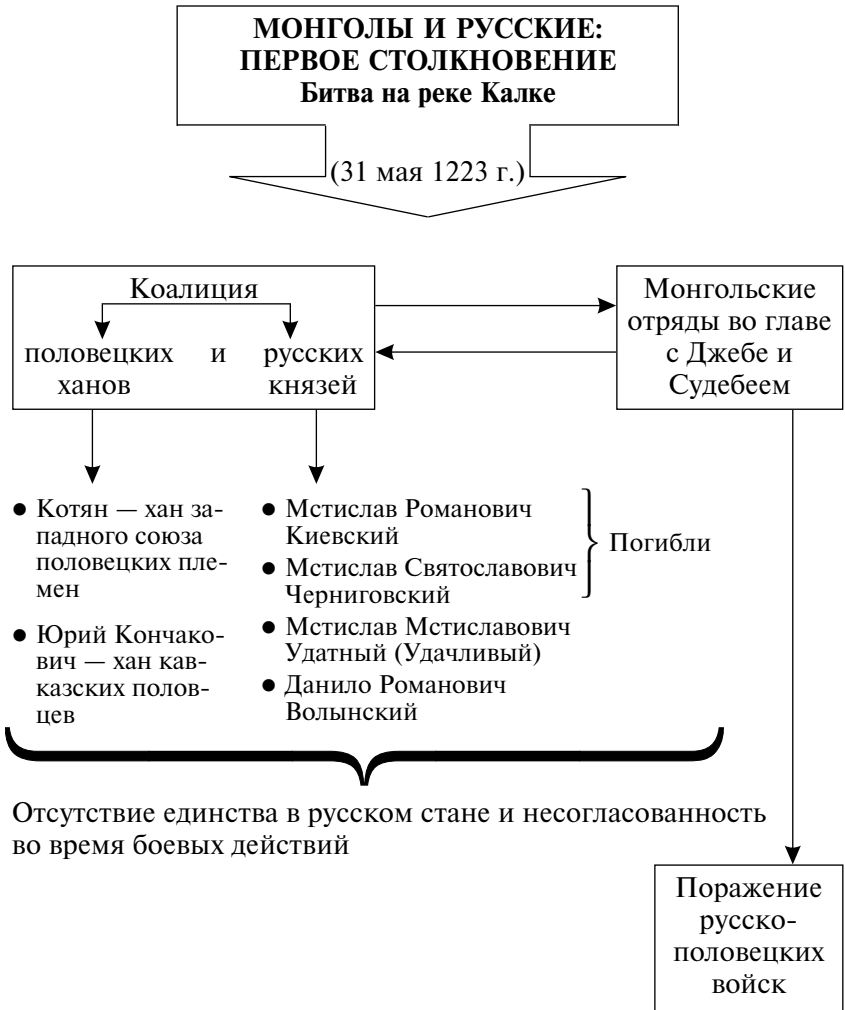 МОНГОЛЫ И РУССКИЕ:
ПЕРВОЕ СТОЛКНОВЕНИЕ
Битва на реке Калке
(31 мая 1223 г.)
Коалиция
половецких и русских
ханов князей
Монгольские
отряды во главе
с Джебе и
Судебеем
● Котян — хан за-
падного союза
половецких пле-
мен
● Юрий Кончако-
вич — хан кав-
казских полов-
цев
● Мстислав Романович
Киевский
● Мстислав Святославович
Черниговский
Погибли
● Мстислав Мстиславович
Удатный (Удачливый)
● Данило Романович
Волынский
Отсутствие единства в русском стане и несогласованность
во время боевых действий
Поражение
русско-
половецких
войск